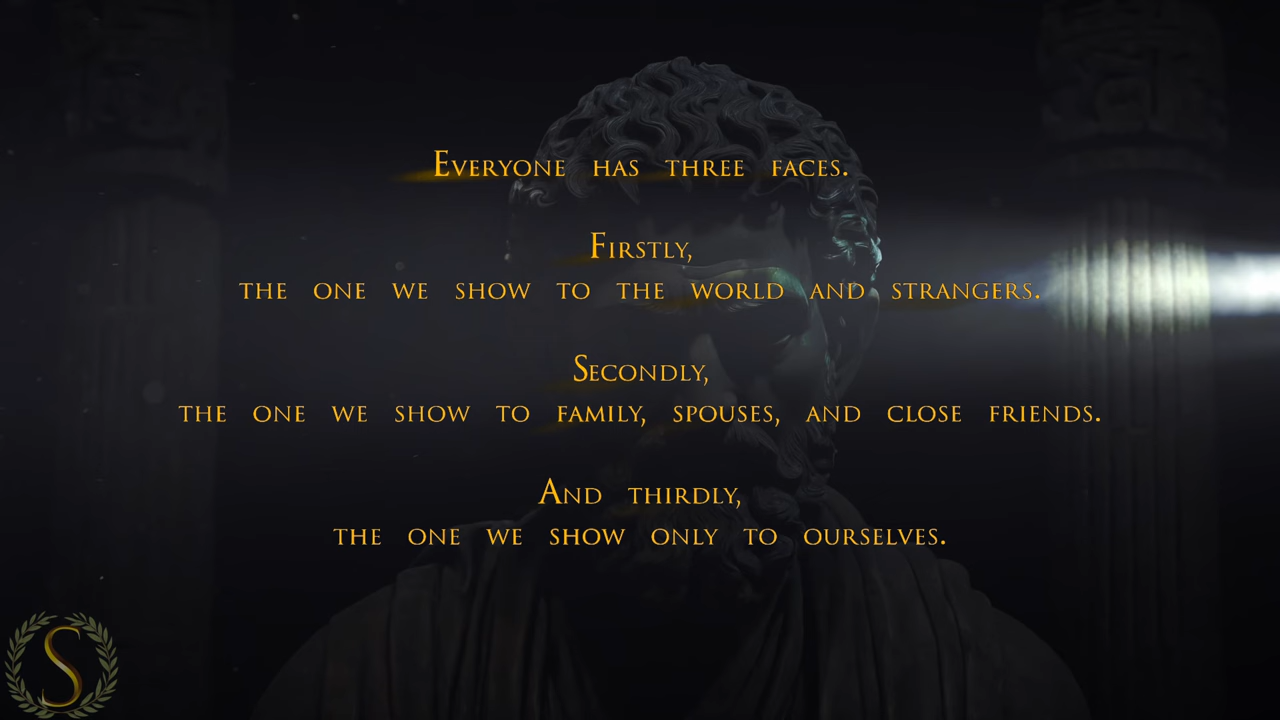 Everyone has three faces.
Firstly,
the one we show to the world and strangers.
Secondly,
the one we show to family, spouses, and close friends.
And thirdly,
the one we show only to ourselves.
S